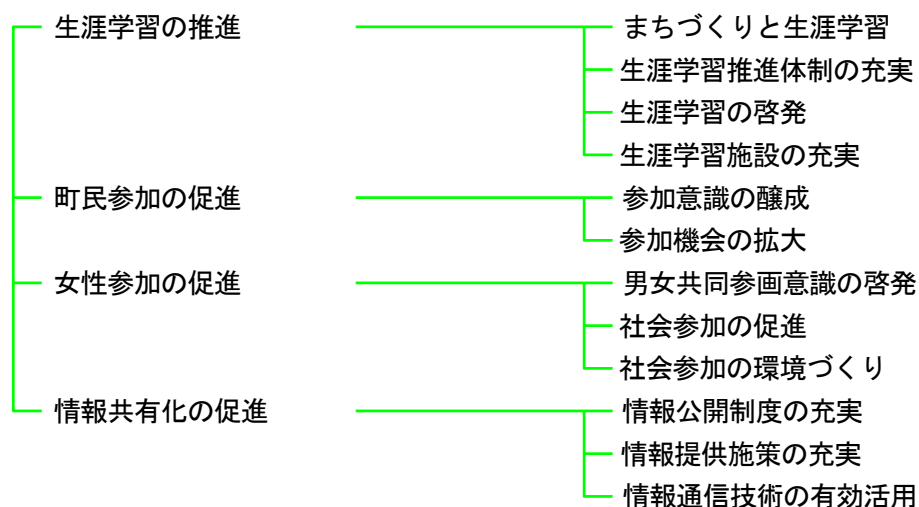 生涯学習の推進
まちづくりと生涯学習
生涯学習推進体制の充実
生涯学習の啓発
生涯学習施設の充実
町民参加の促進
参加意識の醸成
参加機会の拡大
女性参加の促進
男女共同参画意識の啓発
社会参加の促進
社会参加の環境づくり
情報共有化の促進
情報公開制度の充実
情報提供施策の充実
情報通信技術の有効活用